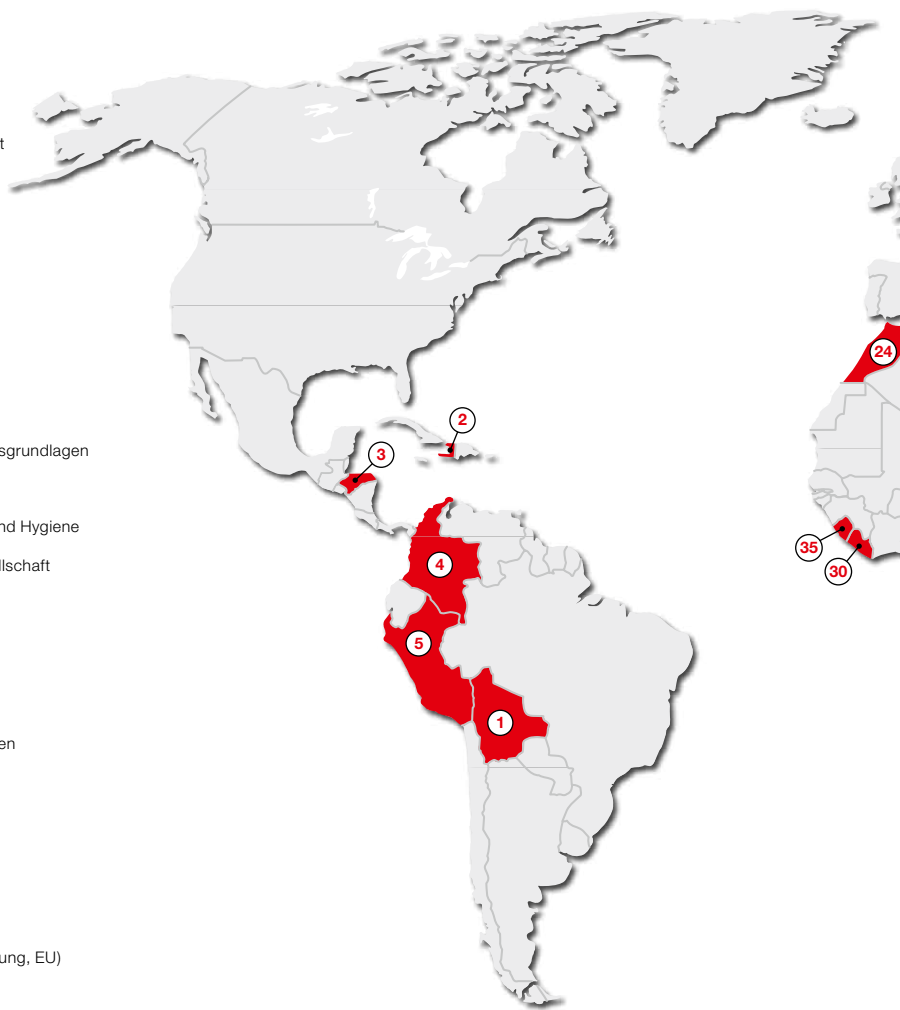 t
24
2
sgrundlagen
3
nd Hygiene
35
llschaft
4
30
5
1
en
ung, EU)